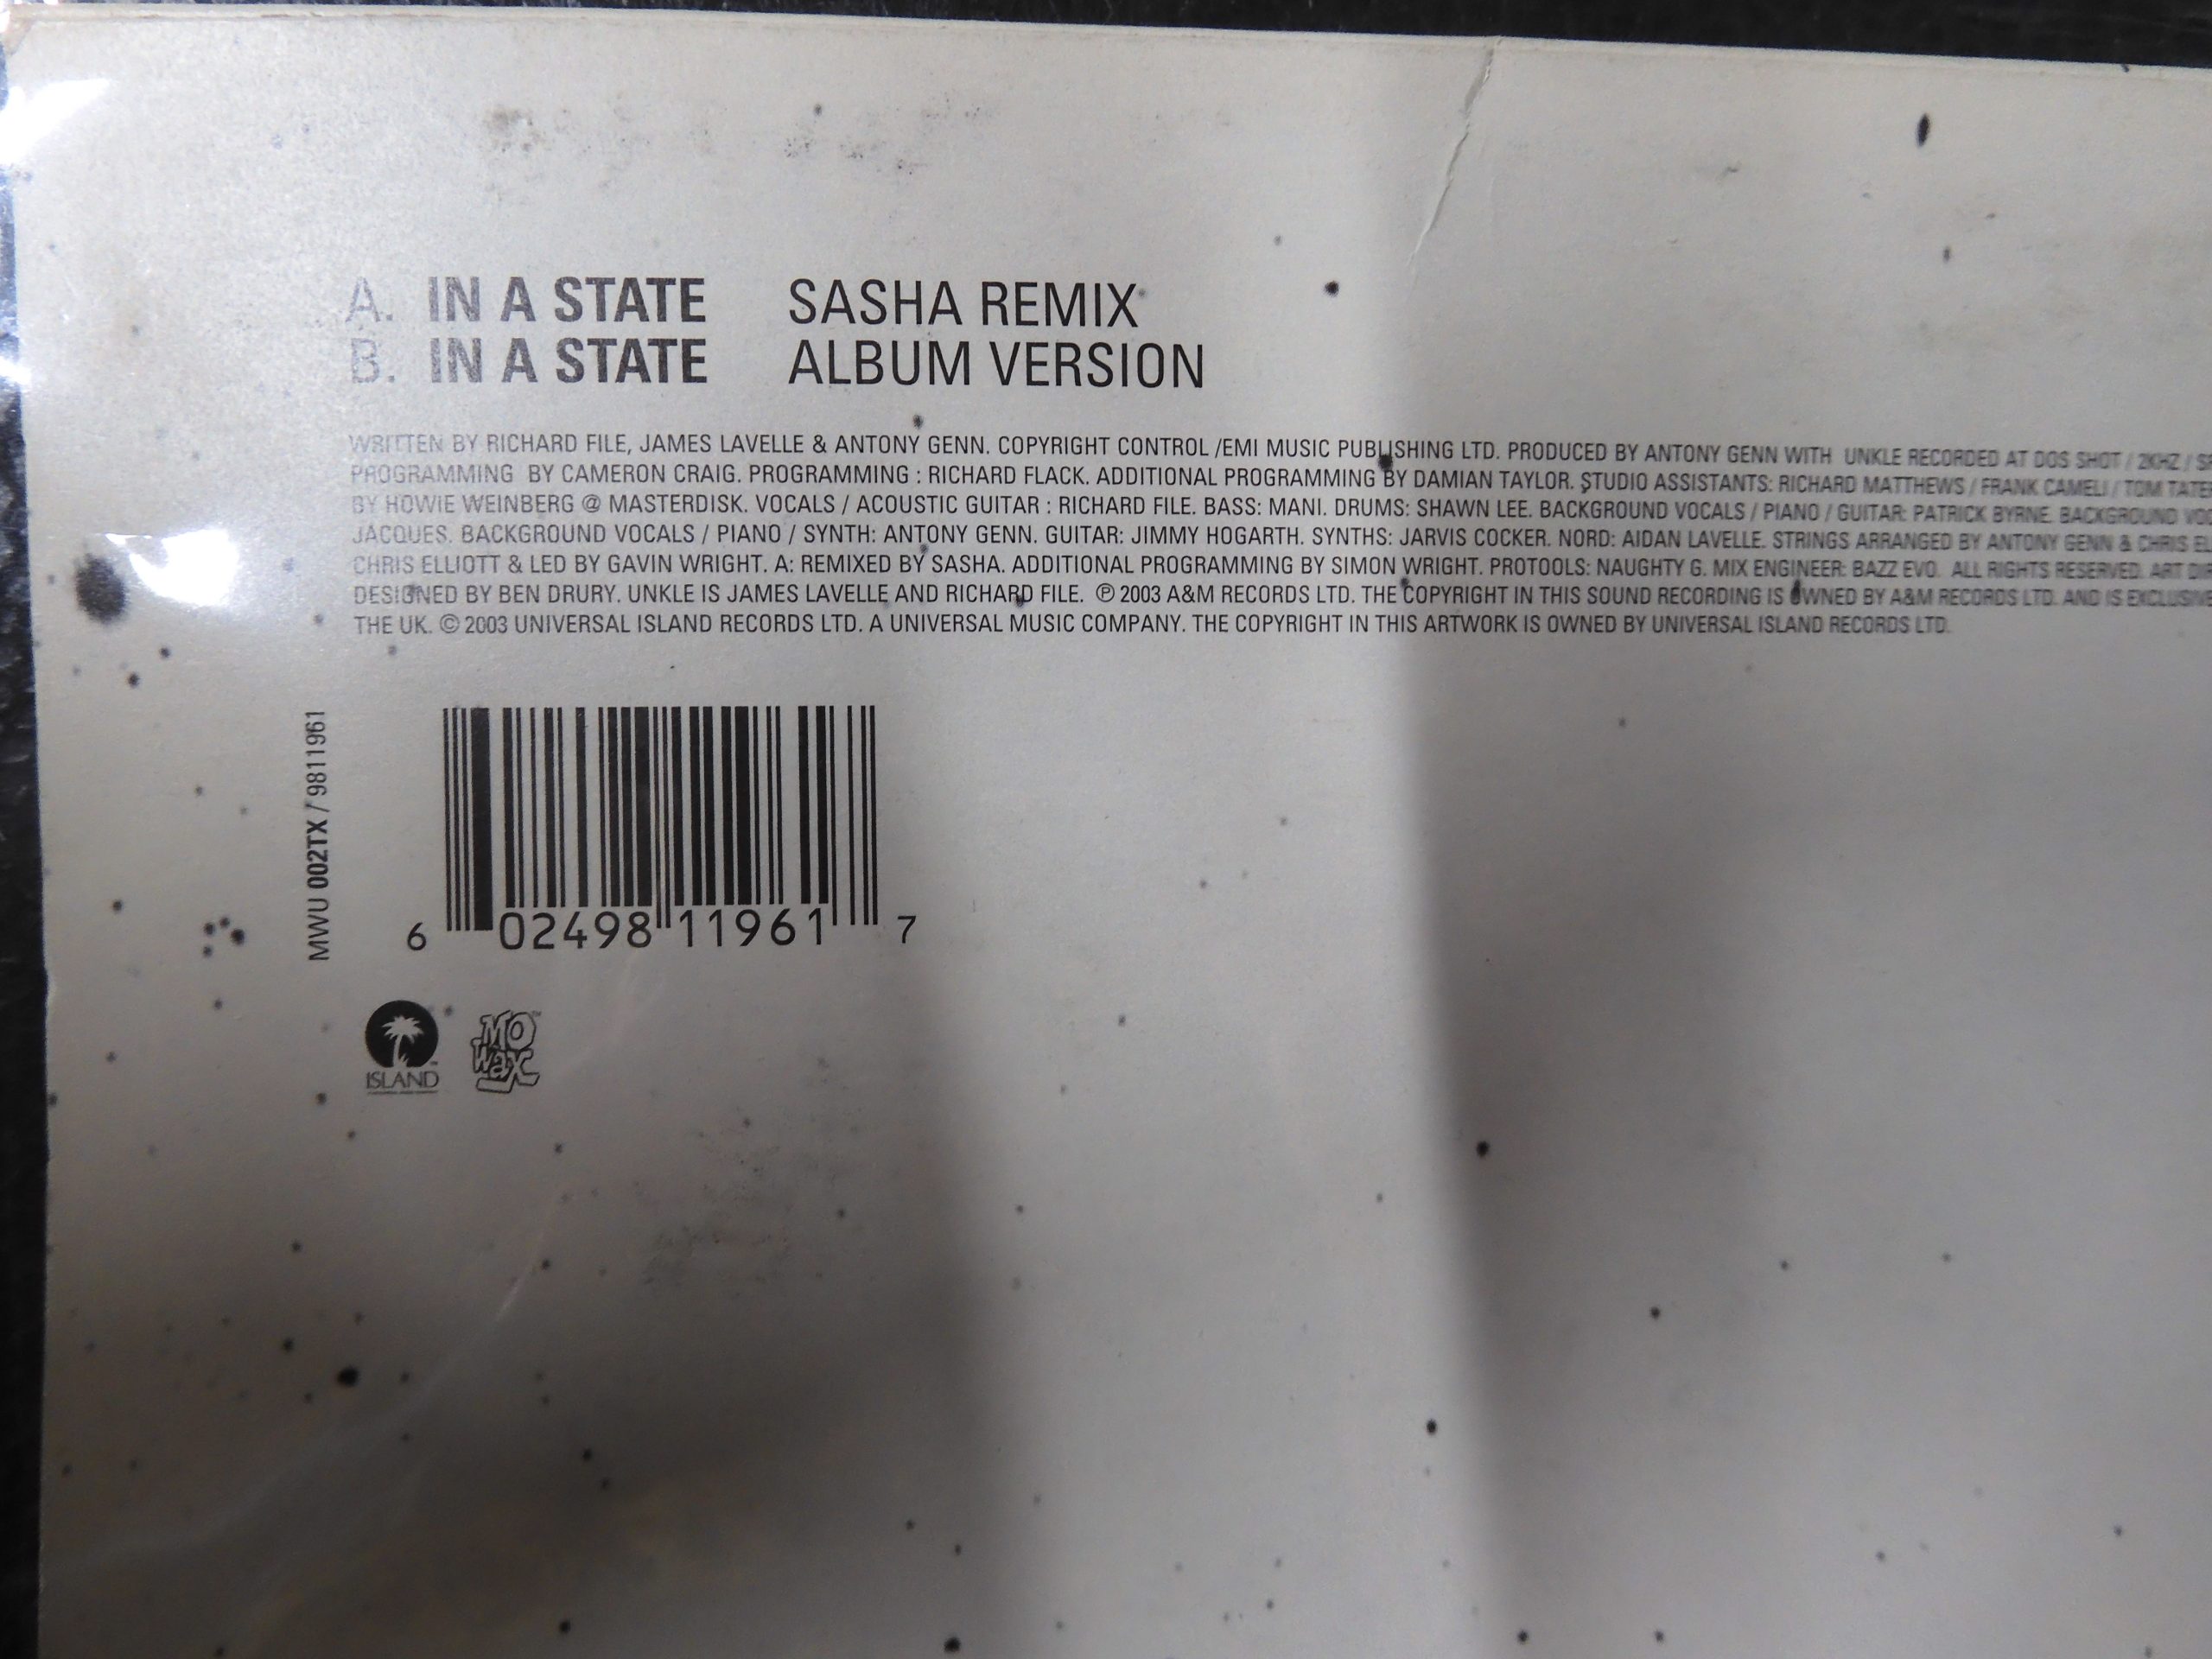 A. IN A STATE SASHA REMIX
B. IN A STATE ALBUM VERSION
WRITTEN BY RICHARD FILE, JAMES LAVELLE & ANTONY GENN. COPYRIGHT CONTROL /EMI MUSIC PUBLISHING LTD. PRODUCED BY ANTONY GENN WITH UNKLE RECORDED AT DOS SHOT / 2KHZ /
PROGRAMMING BY CAMERON CRAIG. PROGRAMMING : RICHARD FLACK. ADDITIONAL PROGRAMMING BY DAMIAN TAYLOR. STUDIO ASSISTANTS: RICHARD MATTHEWS / FRANK CAMELI / TOM
BY HOWIE WEINBERG @ MASTERDISK. VOCALS / ACOUSTIC GUITAR : RICHARD FILE. BASS: MANI. DRUMS: SHAWN LEE. BACKGROUND VOCALS / PIANO / GUITAR: PATRICK BYRNE. BACKGROUND
JACQUES. BACKGROUND VOCALS / PIANO / SYNTH: ANTONY GENN. GUITAR: JIMMY HOGARTH. SYNTHS: JARVIS COCKER. NORD: AIDAN LAVELLE. STRINGS ARRANGED BY ANTONY GENN & CHRIS
CHRIS ELLIOTT & LED BY GAVIN WRIGHT. A: REMIXED BY SASHA. ADDITIONAL PROGRAMMING BY SIMON WRIGHT. PROTOOLS: NAUGHTY G. MIX ENGINEER: BAZZ EVO. ALL RIGHTS RESERVED. ART
DESIGNED BY BEN DRURY. UNKLE IS JAMES LAVELLE AND RICHARD FILE. ℗ 2003 A&M RECORDS LTD. THE COPYRIGHT IN THIS SOUND RECORDING IS OWNED BY A&M RECORDS LTD. AND IS
THE UK. © 2003 UNIVERSAL ISLAND RECORDS LTD. A UNIVERSAL MUSIC COMPANY. THE COPYRIGHT IN THIS ARTWORK IS OWNED BY UNIVERSAL ISLAND RECORDS LTD.
MWU 002TX / 9811961
6 02498 11961 7
ISLAND
MO WAX™